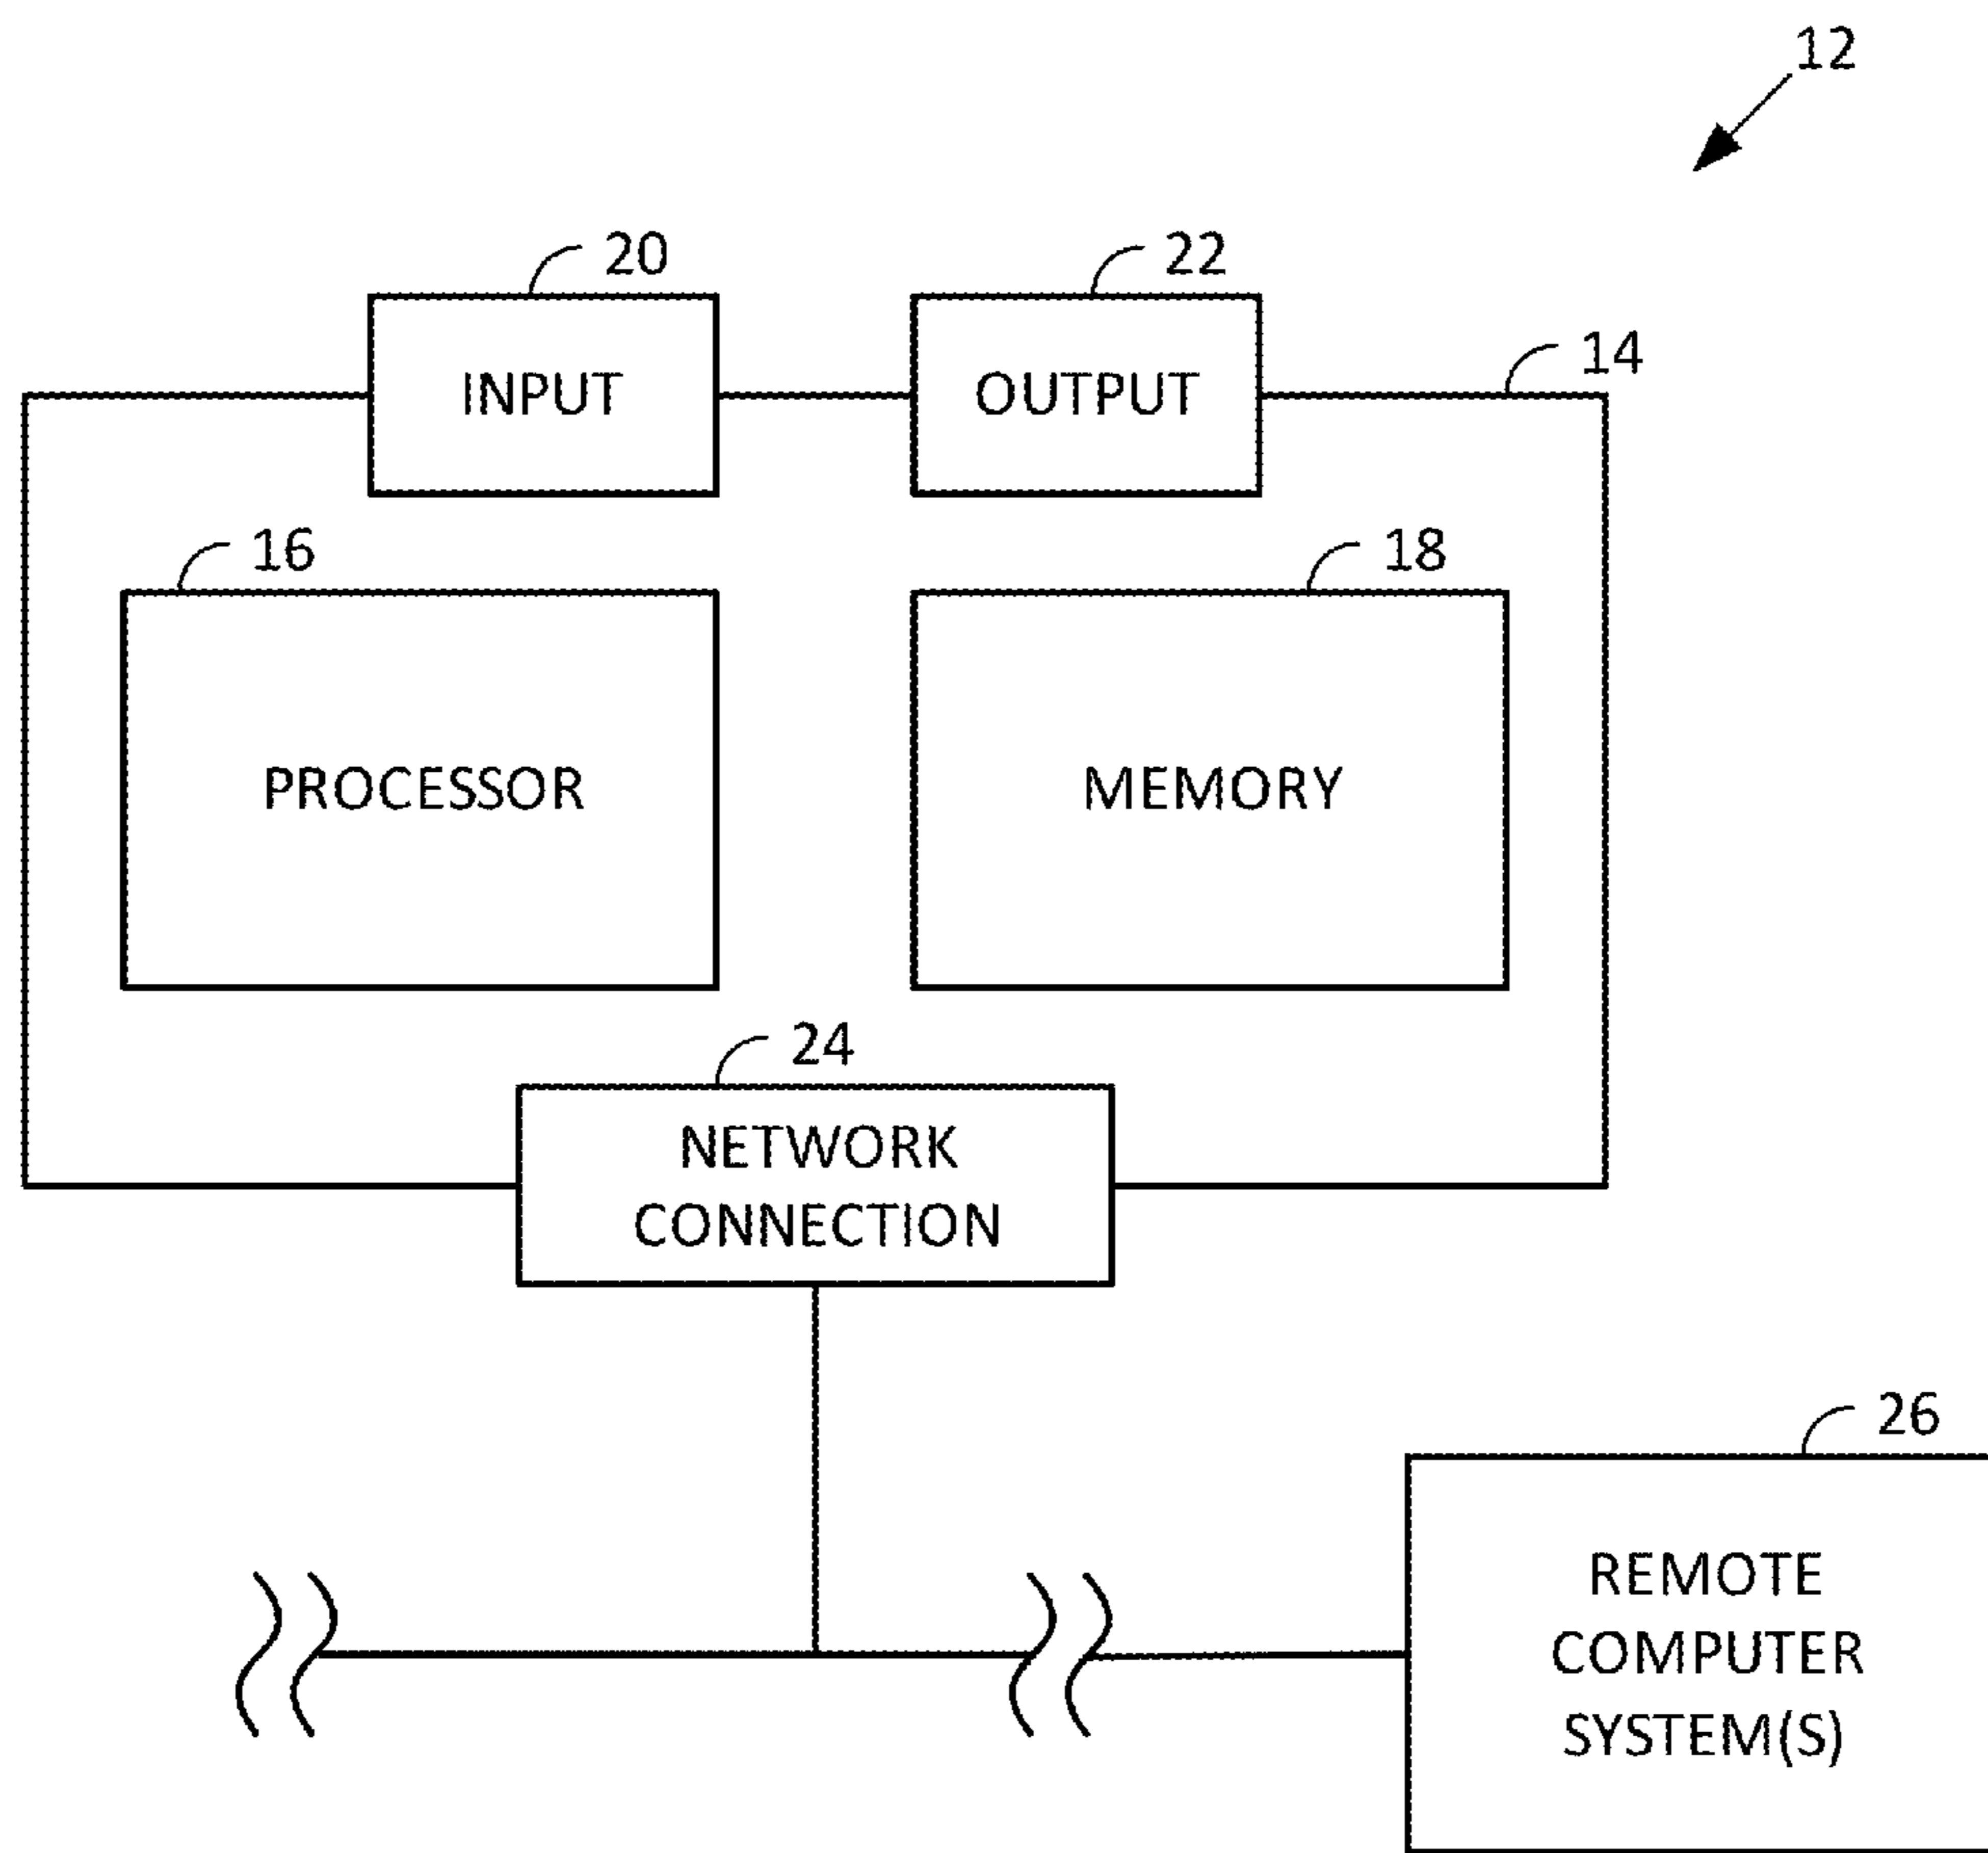 12
20
22
INPUT
OUTPUT
14
16
18
PROCESSOR
MEMORY
24
NETWORK
CONNECTION
26
REMOTE
COMPUTER
SYSTEM(S)